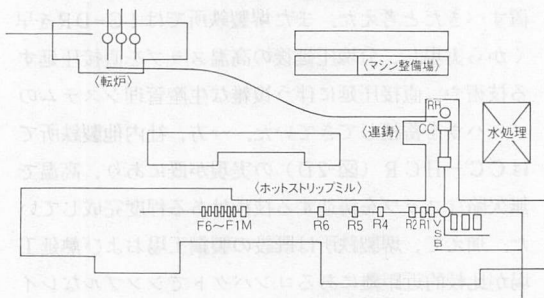 〈転炉〉
〈マシン整備場〉
RH
〈連鋳〉
CC
水処理
〈ホットストリップミル〉
F6〜F1M
R6
R5
R4
R2
R1
V
S
B